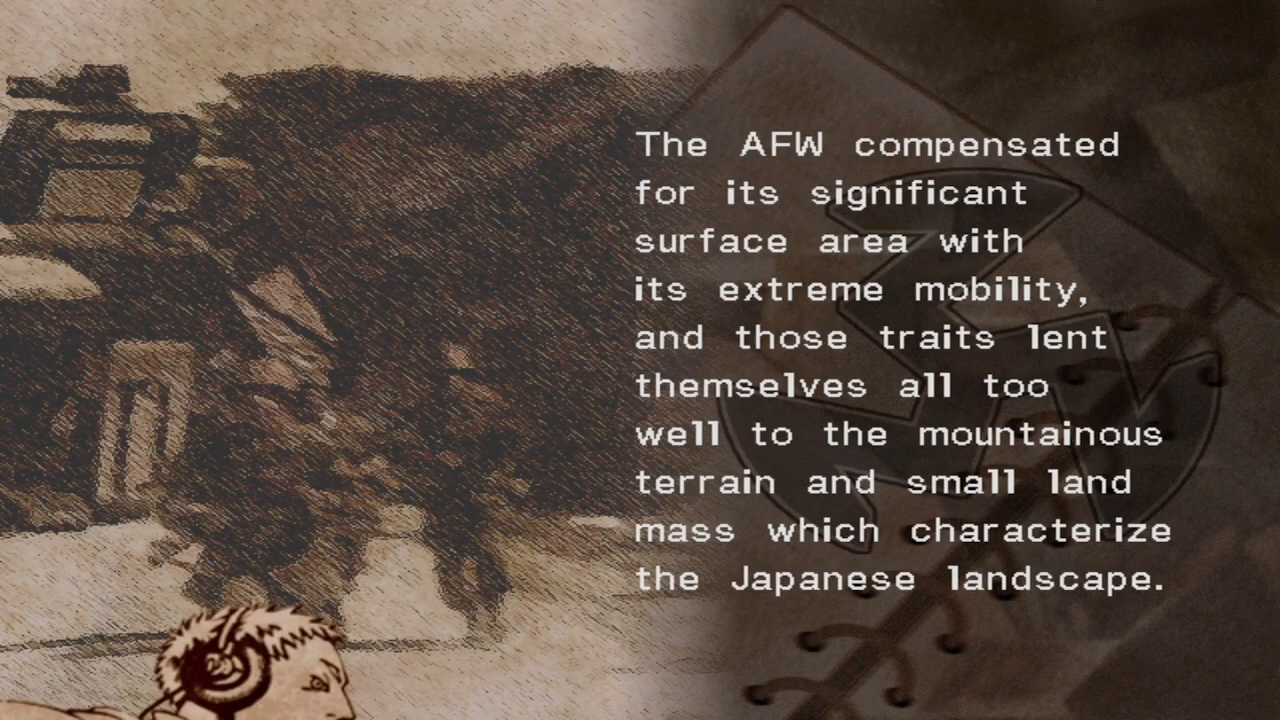 The AFW compensated
for its significant
surface area with
its extreme mobility,
and those traits lent
themselves all too
well to the mountainous
terrain and small land
mass which characterize
the Japanese landscape.